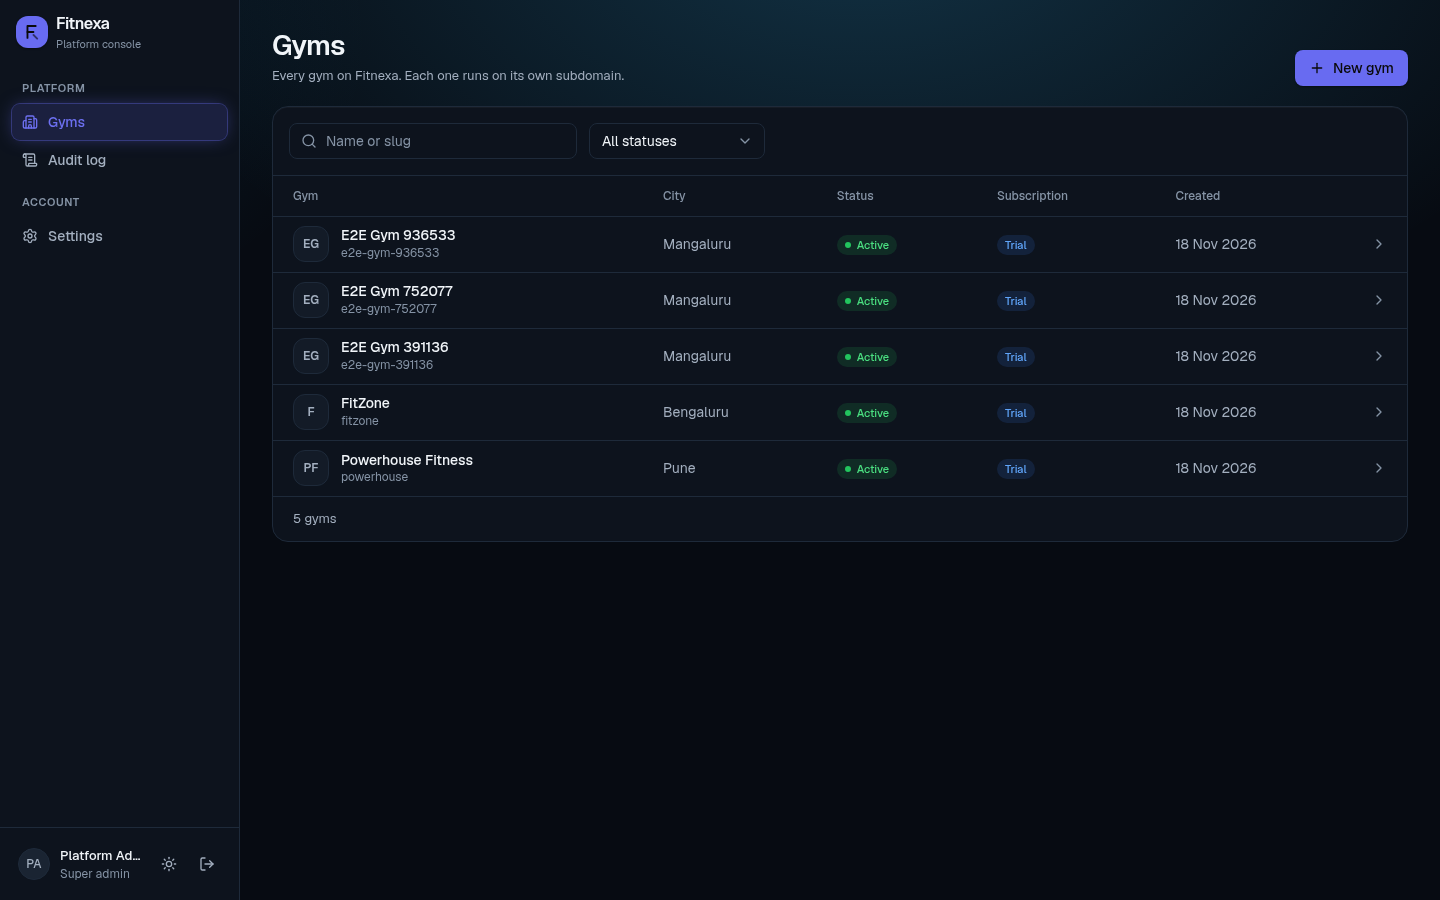 Fitnexa
Platform console
PLATFORM
Gyms
Audit log
ACCOUNT
Settings
PA
Platform Ad...
Super admin
Gyms
Every gym on Fitnexa. Each one runs on its own subdomain.
New gym
Name or slug
All statuses
Gym City Status Subscription Created
EG E2E Gym 936533 Mangaluru Active Trial 18 Nov 2026
e2e-gym-936533
EG E2E Gym 752077 Mangaluru Active Trial 18 Nov 2026
e2e-gym-752077
EG E2E Gym 391136 Mangaluru Active Trial 18 Nov 2026
e2e-gym-391136
F FitZone Bengaluru Active Trial 18 Nov 2026
fitzone
PF Powerhouse Fitness Pune Active Trial 18 Nov 2026
powerhouse
5 gyms